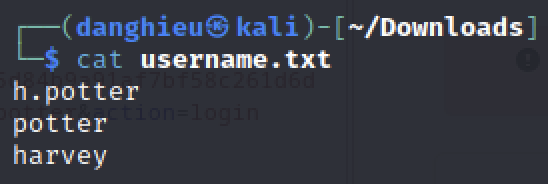 ┌──(danghieu㉿kali)-[~/Downloads]
└─$ cat username.txt
h.potter
potter
harvey